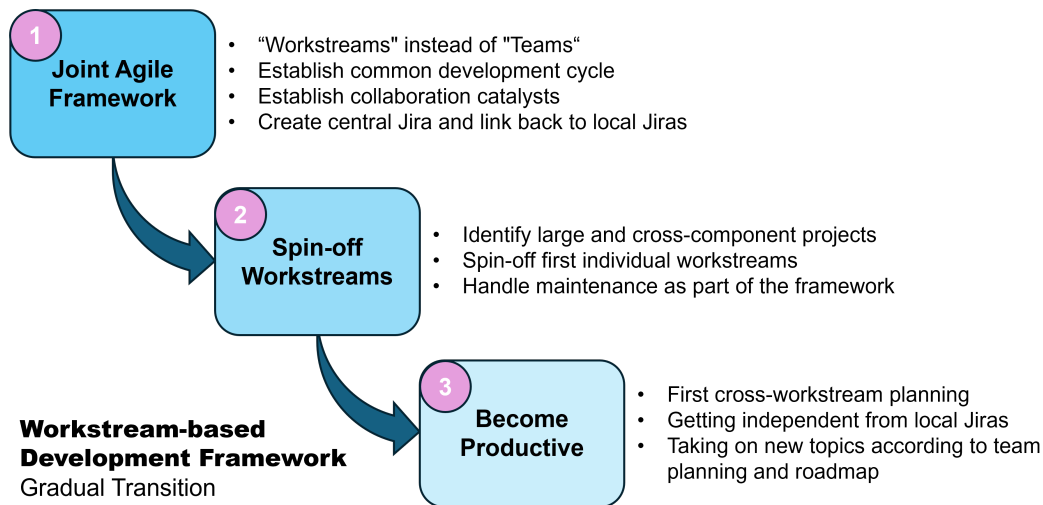 1
Joint Agile
Framework
• “Workstreams" instead of "Teams“
• Establish common development cycle
• Establish collaboration catalysts
• Create central Jira and link back to local Jiras
2
Spin-off
Workstreams
• Identify large and cross-component projects
• Spin-off first individual workstreams
• Handle maintenance as part of the framework
3
Become
Productive
• First cross-workstream planning
• Getting independent from local Jiras
• Taking on new topics according to team
planning and roadmap
Workstream-based
Development Framework
Gradual Transition